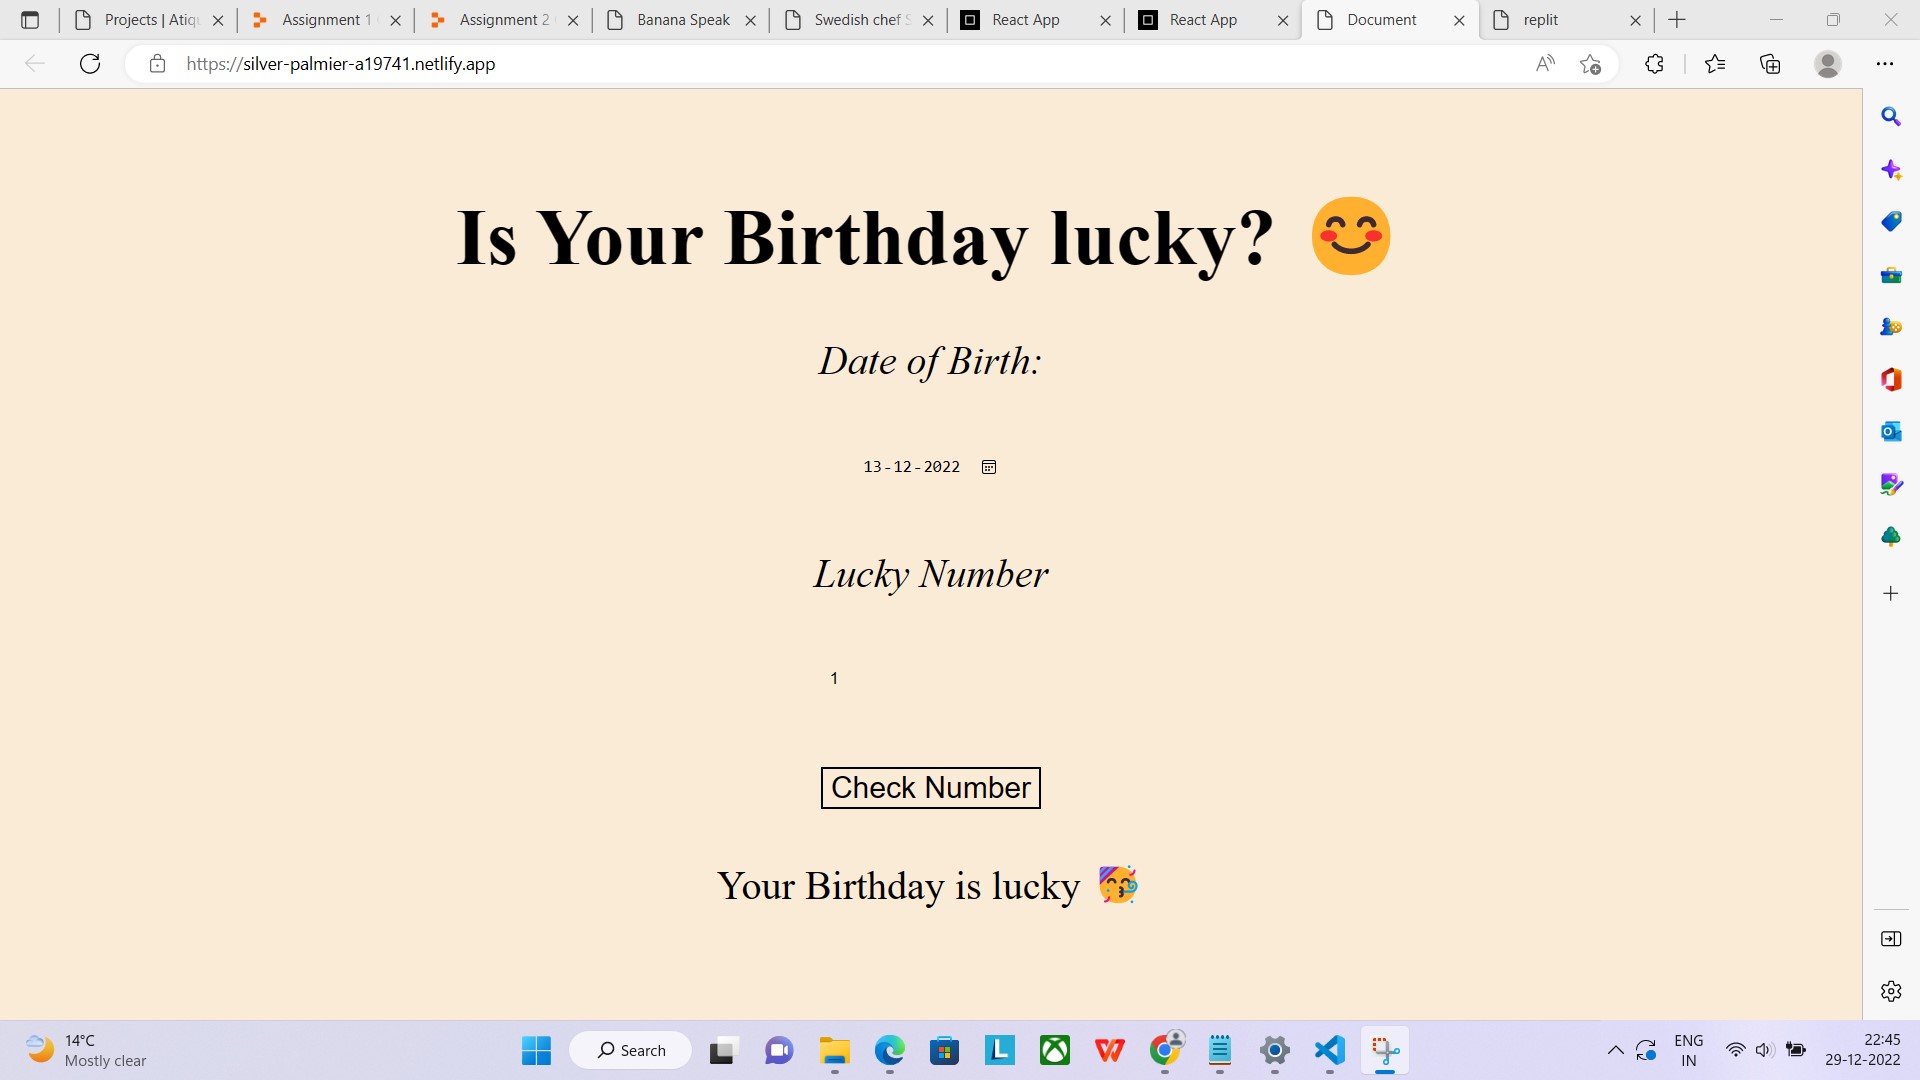 Projects | Atiqu
Assignment 1
Assignment 2
Banana Speak
Swedish chef S
React App
React App
Document
replit
https://silver-palmier-a19741.netlify.app
Is Your Birthday lucky? 😊
Date of Birth:
13-12-2022
Lucky Number
1
Check Number
Your Birthday is lucky 🥳
14°C
Mostly clear
Search
ENG
IN
22:45
29-12-2022